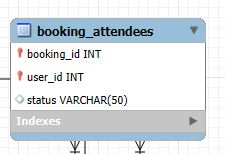 booking_attendees
booking_id INT
user_id INT
status VARCHAR(50)
Indexes